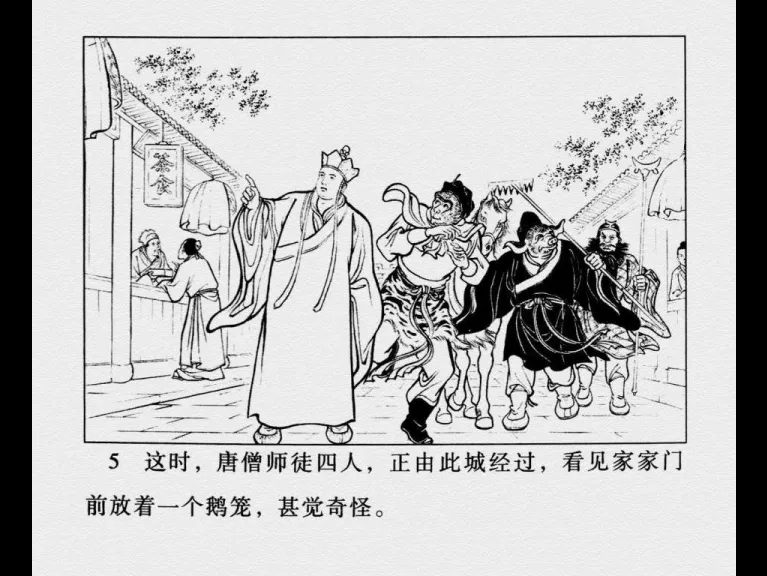 茶食
5 这时，唐僧师徒四人，正由此城经过，看见家家门
前放着一个鹅笼，甚觉奇怪。